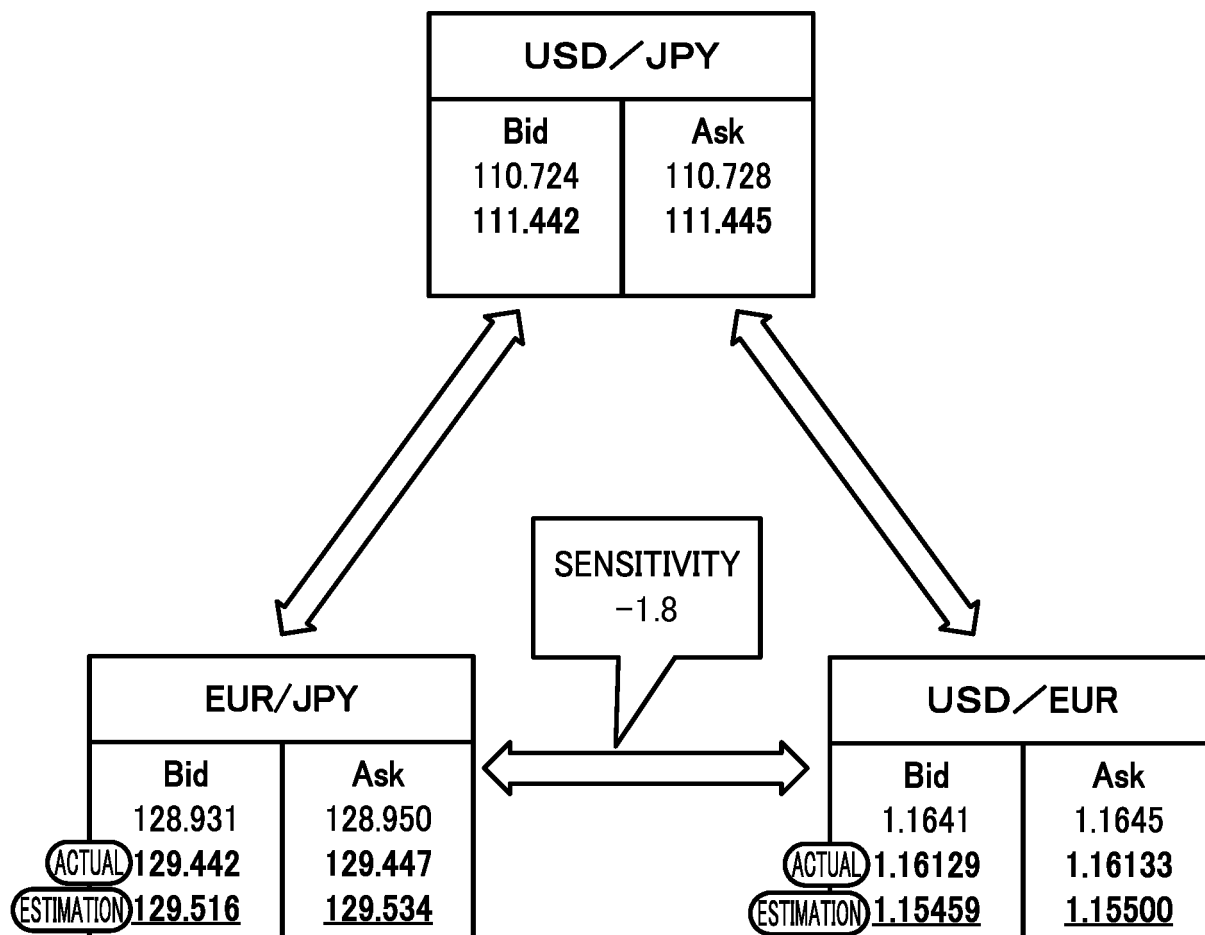 USD／JPY
Bid Ask
110.724 110.728
111.442 111.445
SENSITIVITY
−1.8
EUR/JPY
Bid Ask
128.931 128.950
ACTUAL 129.442 129.447
ESTIMATION 129.516 129.534
USD／EUR
Bid Ask
1.1641 1.1645
ACTUAL 1.16129 1.16133
ESTIMATION 1.15459 1.15500